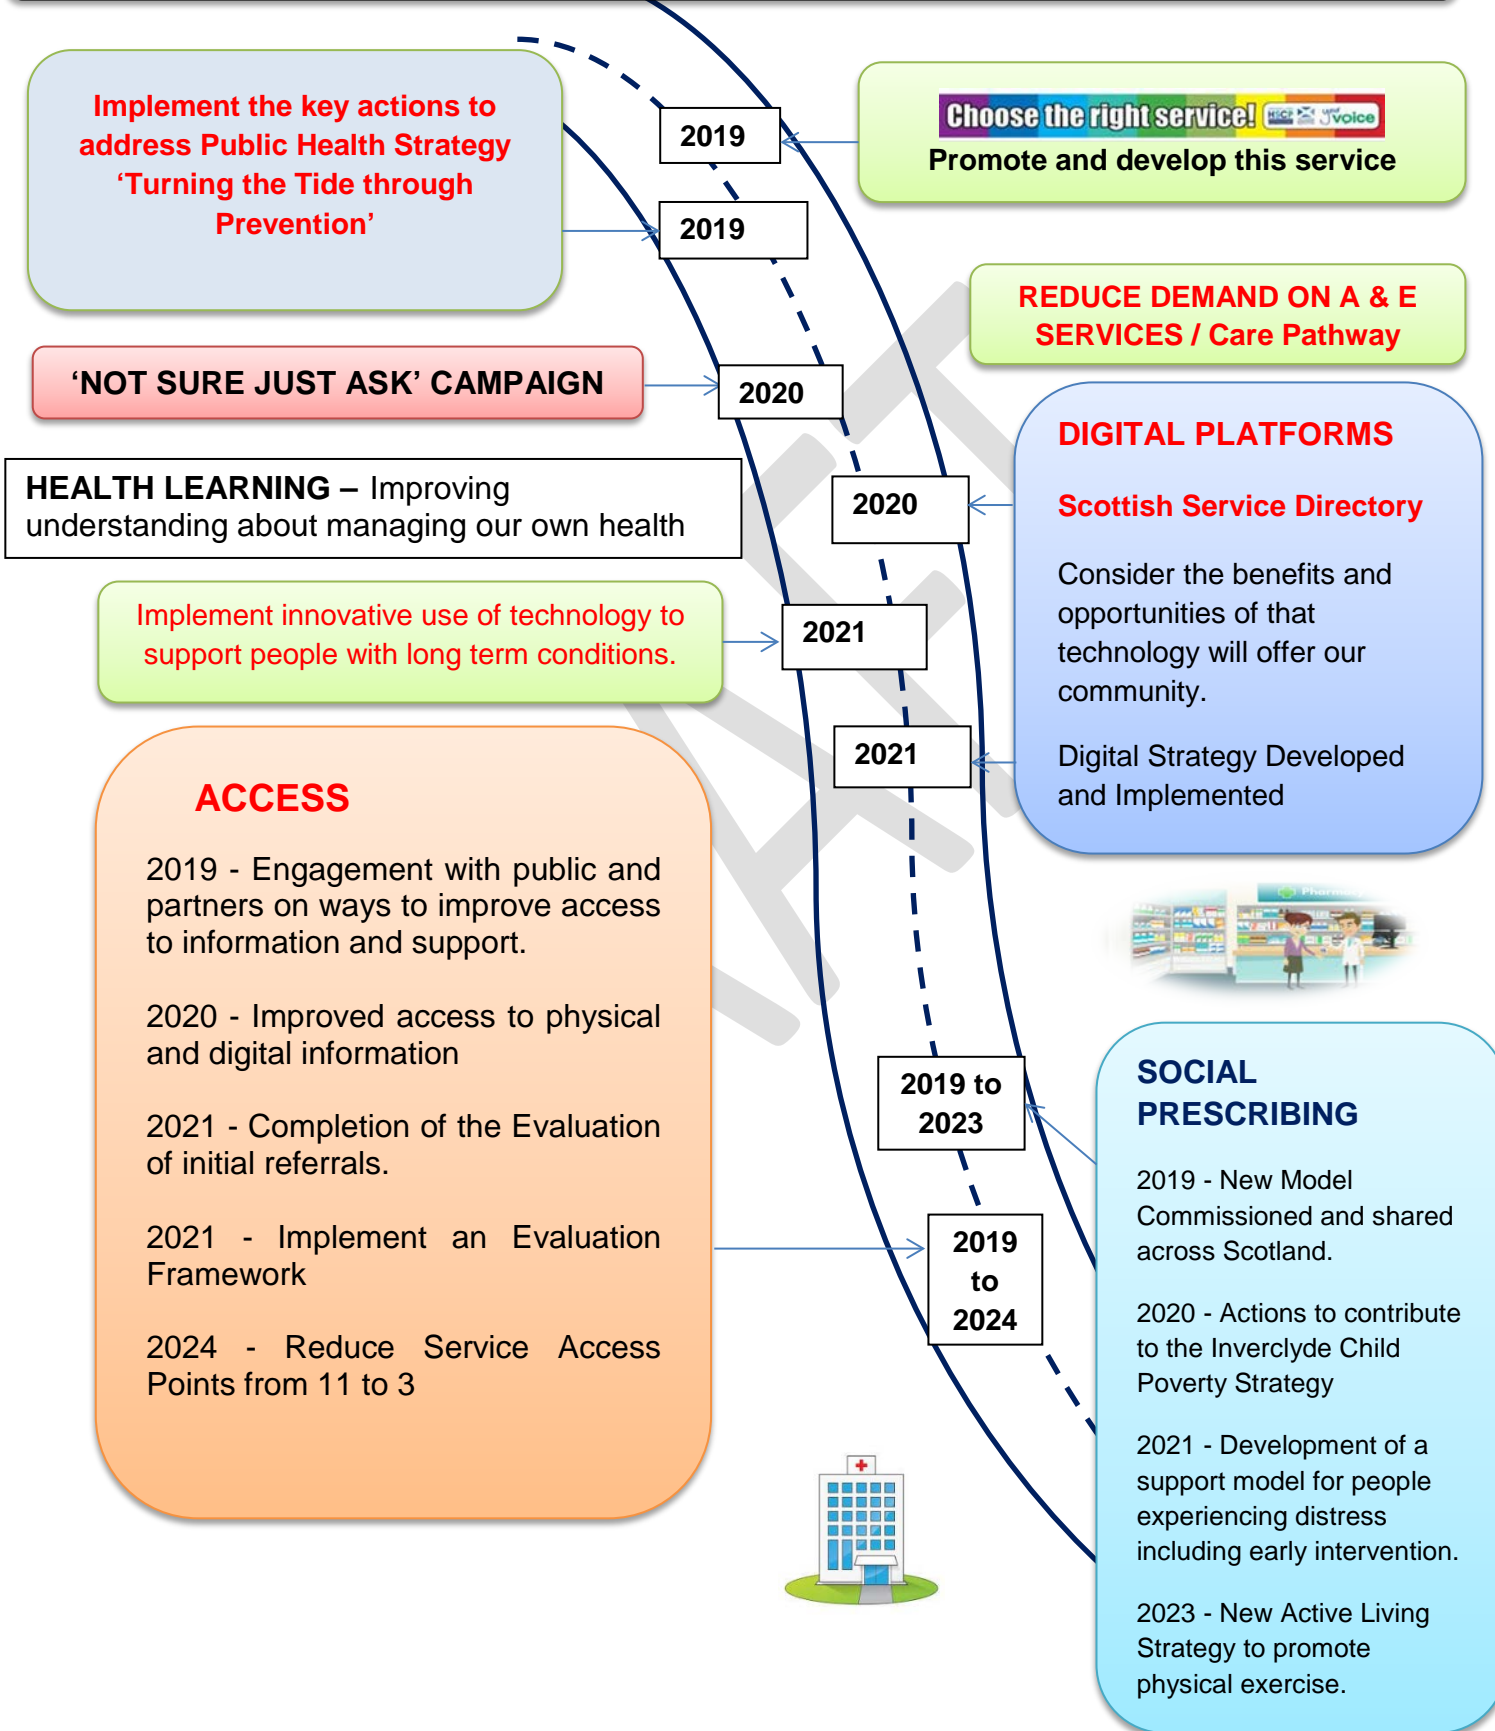 Implement the key actions to
address Public Health Strategy
‘Turning the Tide through
Prevention’
2019
Choose the right service! HSCP your voice
Promote and develop this service
2019
REDUCE DEMAND ON A & E
SERVICES / Care Pathway
‘NOT SURE JUST ASK’ CAMPAIGN
2020
HEALTH LEARNING – Improving
understanding about managing our own health
2020
DIGITAL PLATFORMS
Scottish Service Directory
Consider the benefits and
opportunities of that
technology will offer our
community.
Digital Strategy Developed
and Implemented
Implement innovative use of technology to
support people with long term conditions.
2021
2021
ACCESS
2019 - Engagement with public and
partners on ways to improve access
to information and support.
2020 - Improved access to physical
and digital information
2021 - Completion of the Evaluation
of initial referrals.
2021 - Implement an Evaluation
Framework
2024 - Reduce Service Access
Points from 11 to 3
Pharmacy
2019 to
2023
2019
to
2024
SOCIAL
PRESCRIBING
2019 - New Model
Commissioned and shared
across Scotland.
2020 - Actions to contribute
to the Inverclyde Child
Poverty Strategy
2021 - Development of a
support model for people
experiencing distress
including early intervention.
2023 - New Active Living
Strategy to promote
physical exercise.